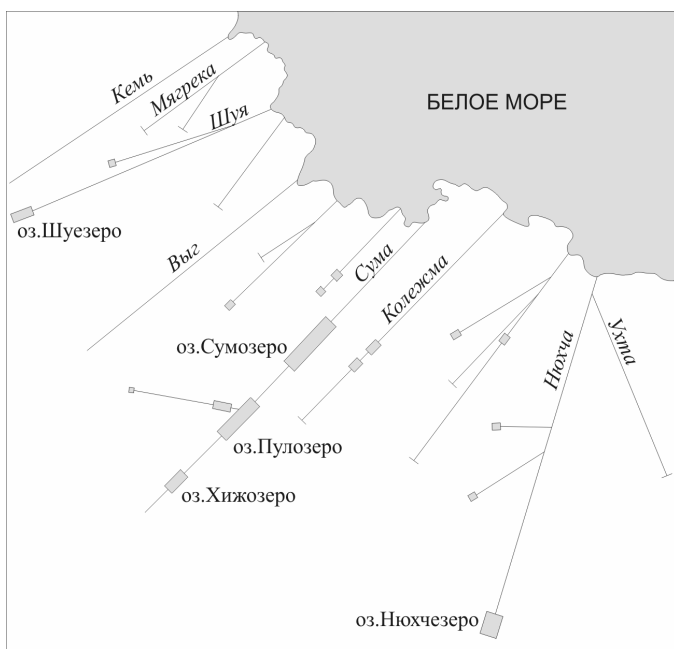 Кемь
Мягрека
БЕЛОЕ МОРЕ
Шуя
оз.Шуезеро
Выг
Сума
Колежма
оз.Сумозеро
Нюхча
Ухта
оз.Пулозеро
оз.Хижозеро
оз.Нюхчезеро